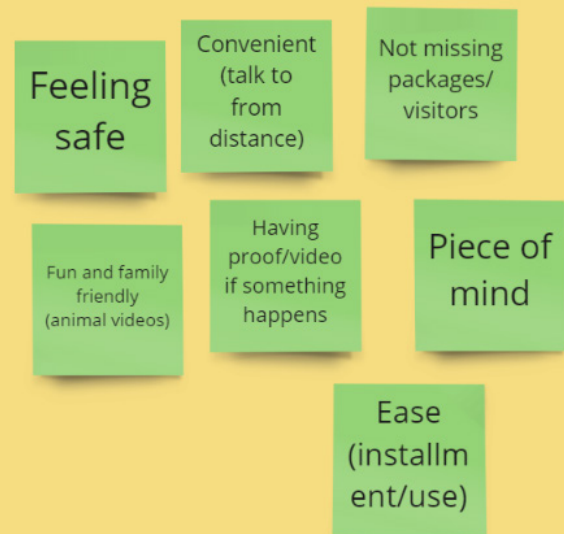 Feeling
safe
Convenient
(talk to
from
distance)
Not missing
packages/
visitors
Fun and family
friendly
(animal videos)
Having
proof/video
if something
happens
Piece of
mind
Ease
(installm
ent/use)